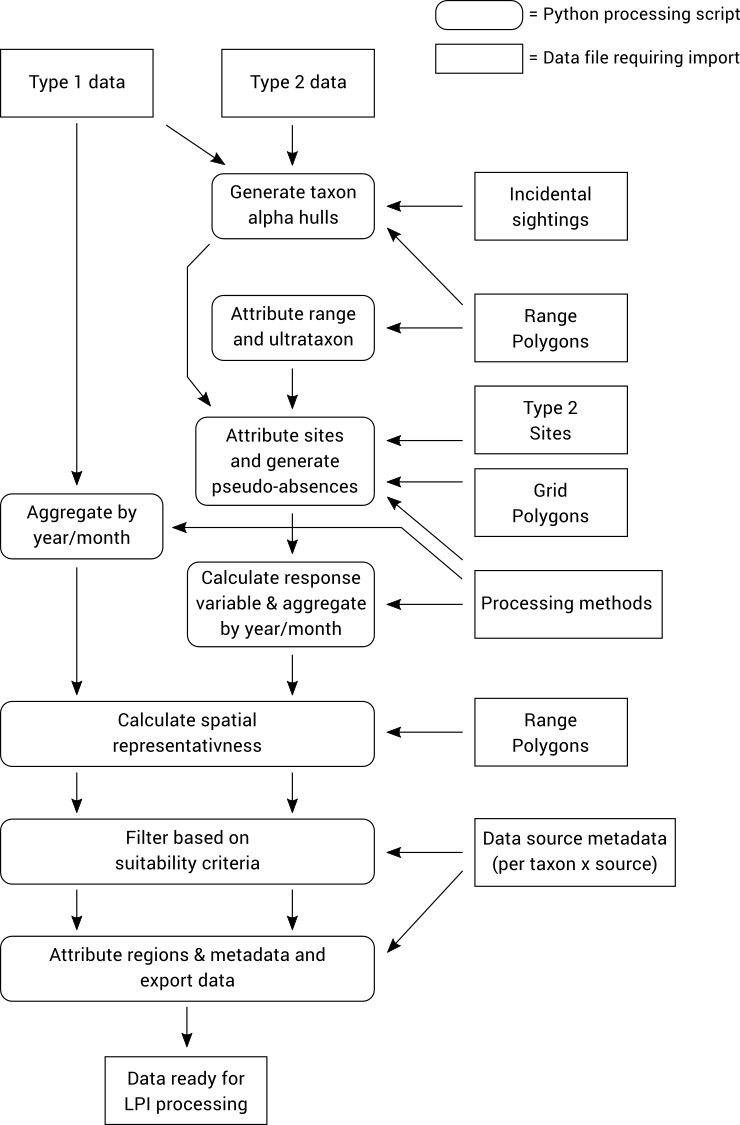 = Python processing script
= Data file requiring import
Type 1 data
Type 2 data
Generate taxon
alpha hulls
Incidental
sightings
Attribute range
and ultrataxon
Range
Polygons
Attribute sites
and generate
pseudo-absences
Type 2
Sites
Grid
Polygons
Aggregate by
year/month
Calculate response
variable & aggregate
by year/month
Processing methods
Calculate spatial
representativness
Range
Polygons
Filter based on
suitability criteria
Data source metadata
(per taxon x source)
Attribute regions & metadata and
export data
Data ready for
LPI processing